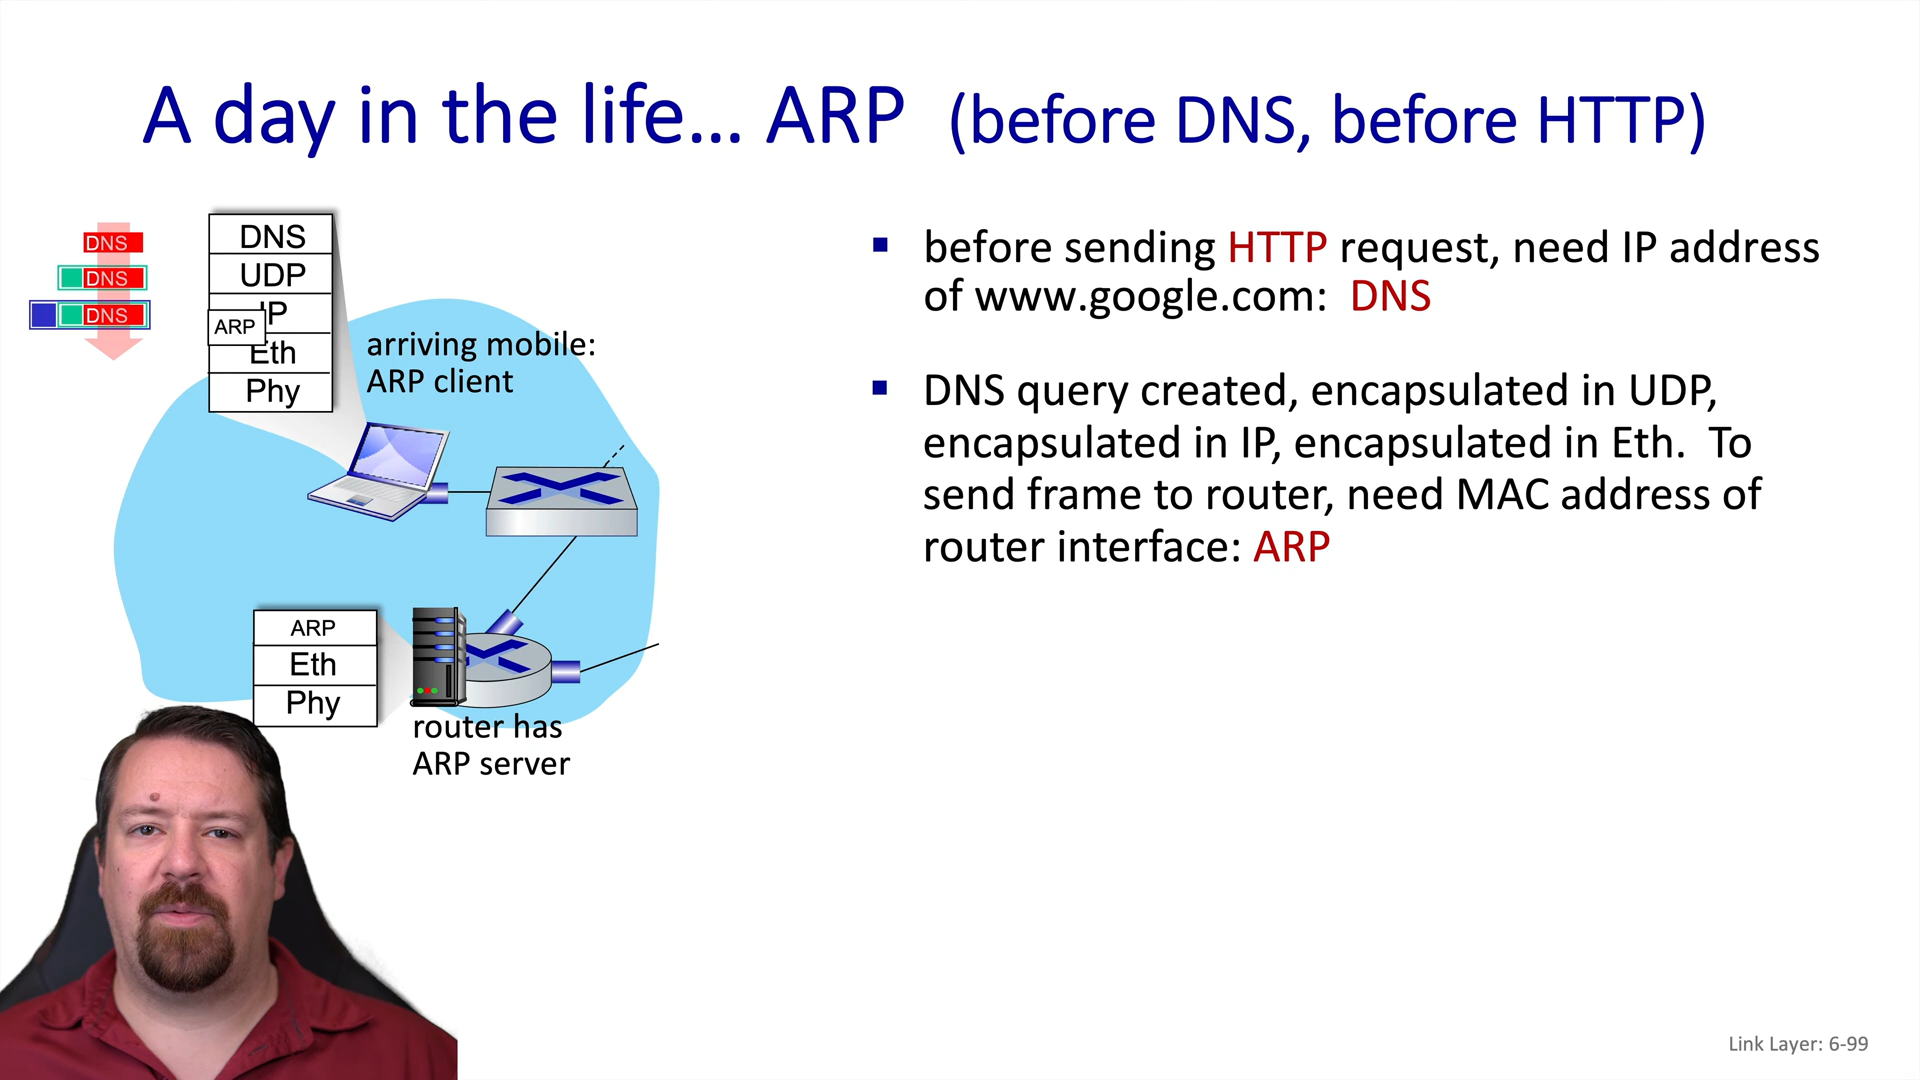 A day in the life... ARP (before DNS, before HTTP)
DNS
DNS
DNS
DNS
UDP
IP
ARP
Eth
Phy
arriving mobile:
ARP client
ARP
Eth
Phy
router has
ARP server
before sending HTTP request, need IP address
of www.google.com: DNS
DNS query created, encapsulated in UDP,
encapsulated in IP, encapsulated in Eth. To
send frame to router, need MAC address of
router interface: ARP
Link Layer: 6-99